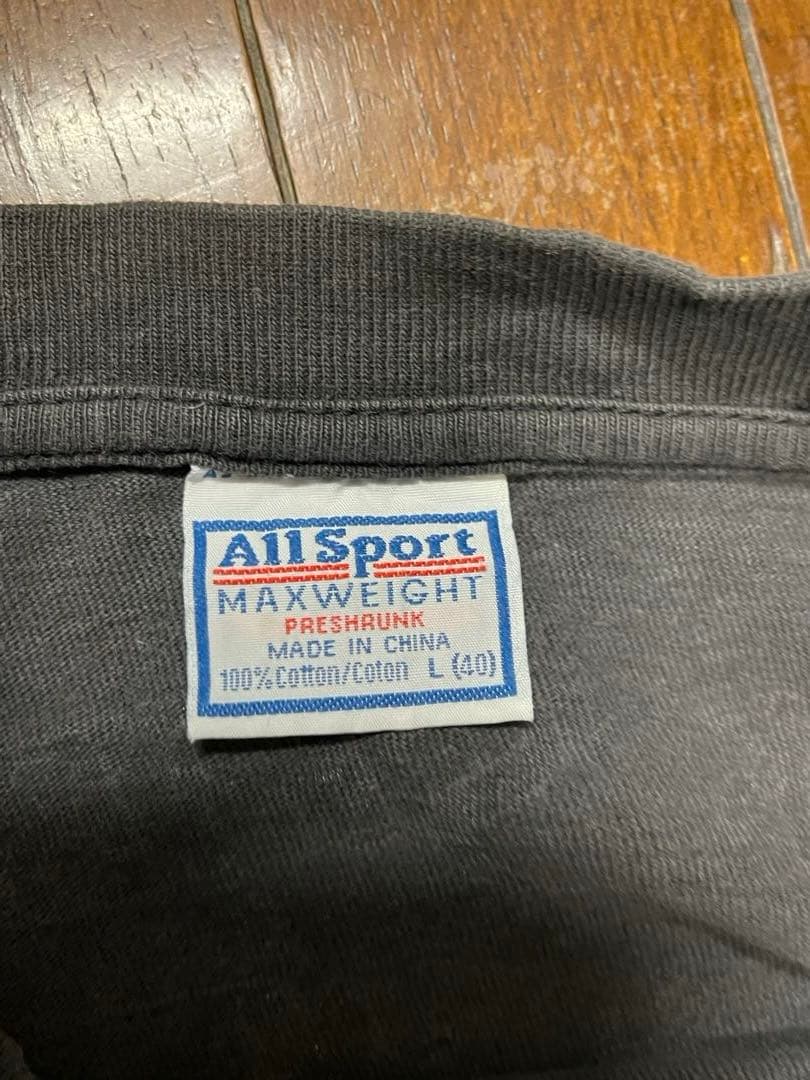 All Sport
MAXWEIGHT
PRESHRUNK
MADE IN CHINA
100% Cotton/Coton L (40)